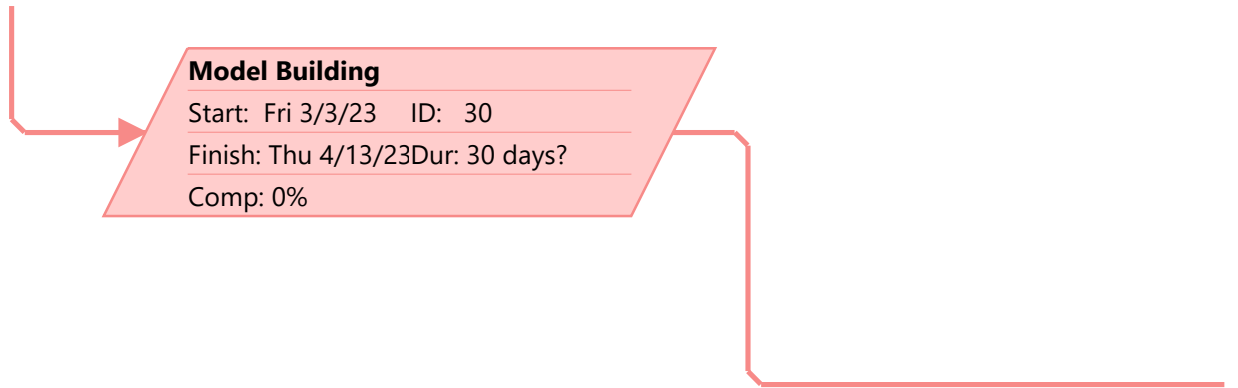 Model Building
Start: Fri 3/3/23 ID: 30
Finish: Thu 4/13/23Dur: 30 days?
Comp: 0%